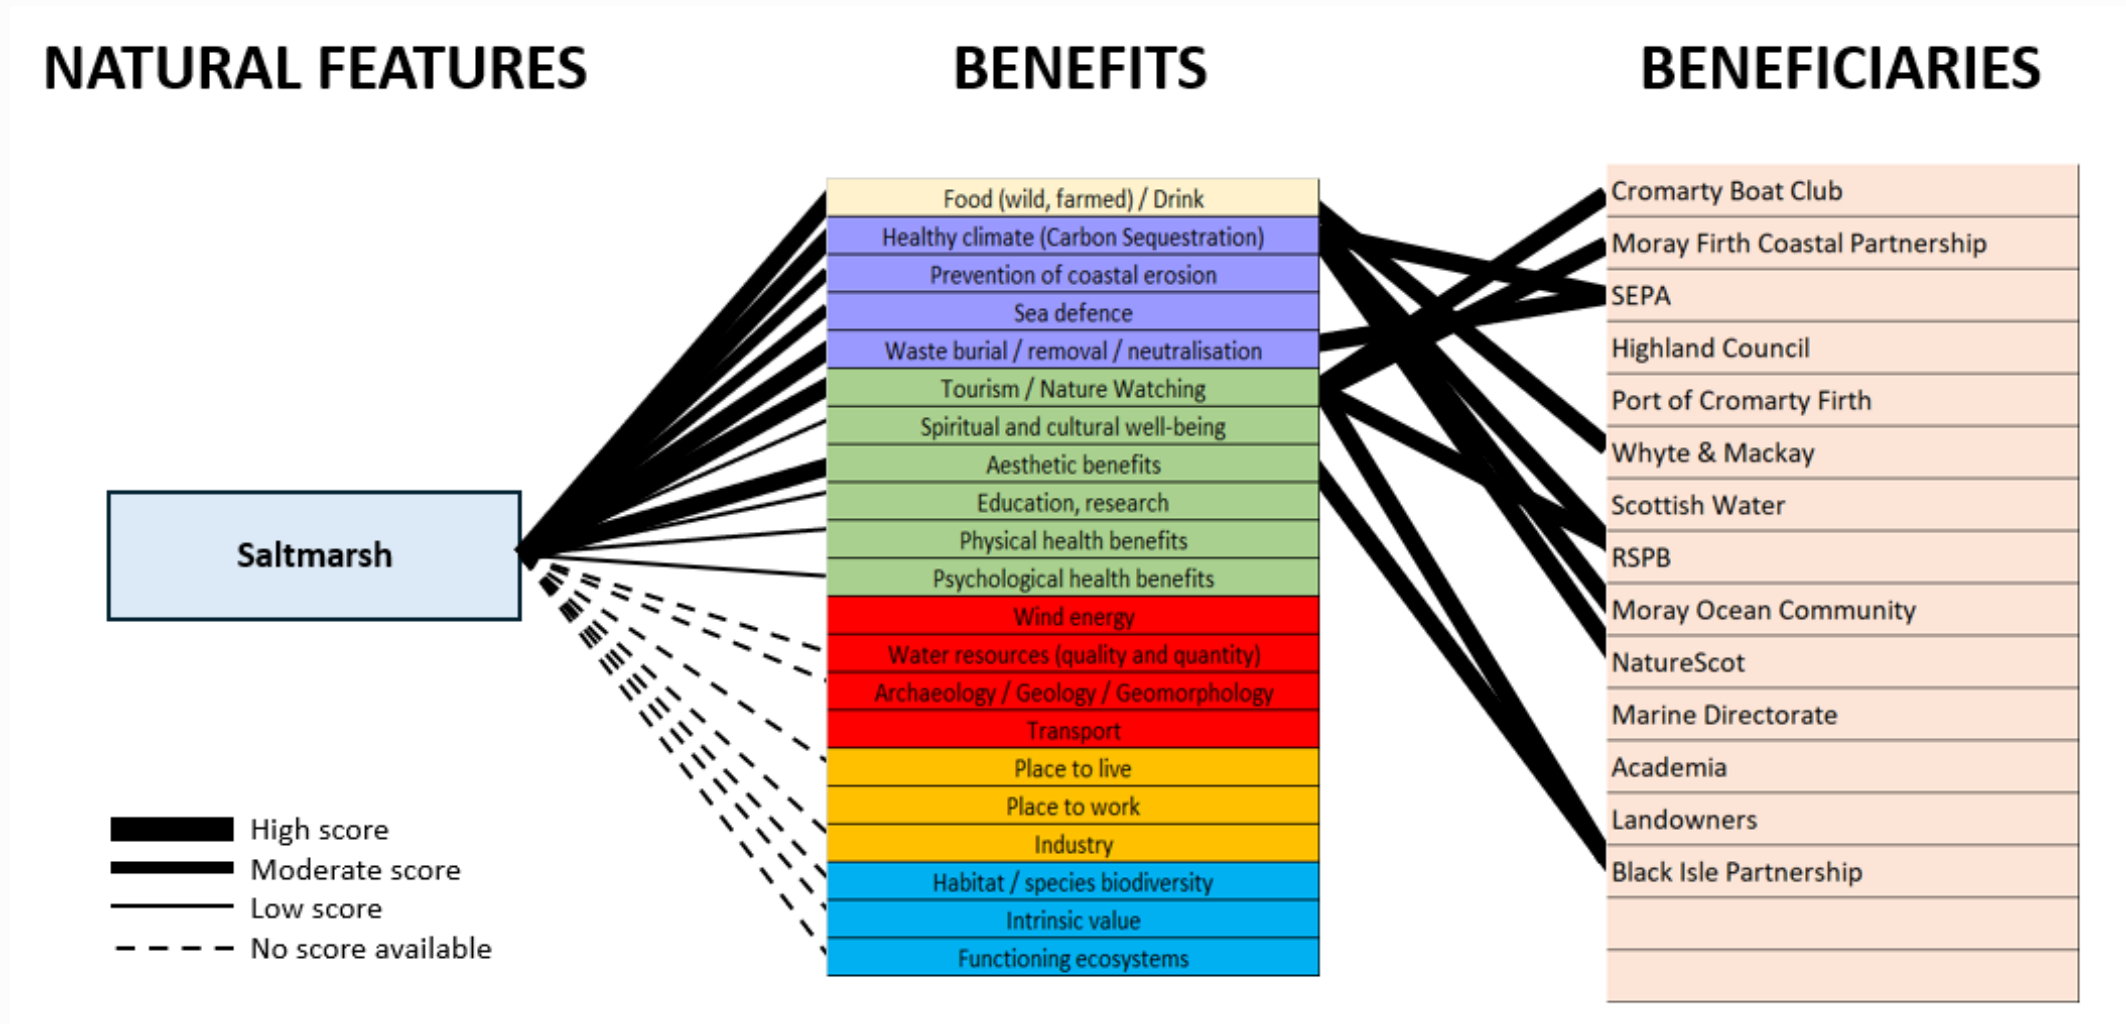 NATURAL FEATURES
BENEFITS
BENEFICIARIES
Saltmarsh
High score
Moderate score
Low score
No score available
Food (wild, farmed) / Drink
Healthy climate (Carbon Sequestration)
Prevention of coastal erosion
Sea defence
Waste burial / removal / neutralisation
Tourism / Nature Watching
Spiritual and cultural well-being
Aesthetic benefits
Education, research
Physical health benefits
Psychological health benefits
Wind energy
Water resources (quality and quantity)
Archaeology / Geology / Geomorphology
Transport
Place to live
Place to work
Industry
Habitat / species biodiversity
Intrinsic value
Functioning ecosystems
Cromarty Boat Club
Moray Firth Coastal Partnership
SEPA
Highland Council
Port of Cromarty Firth
Whyte & Mackay
Scottish Water
RSPB
Moray Ocean Community
NatureScot
Marine Directorate
Academia
Landowners
Black Isle Partnership